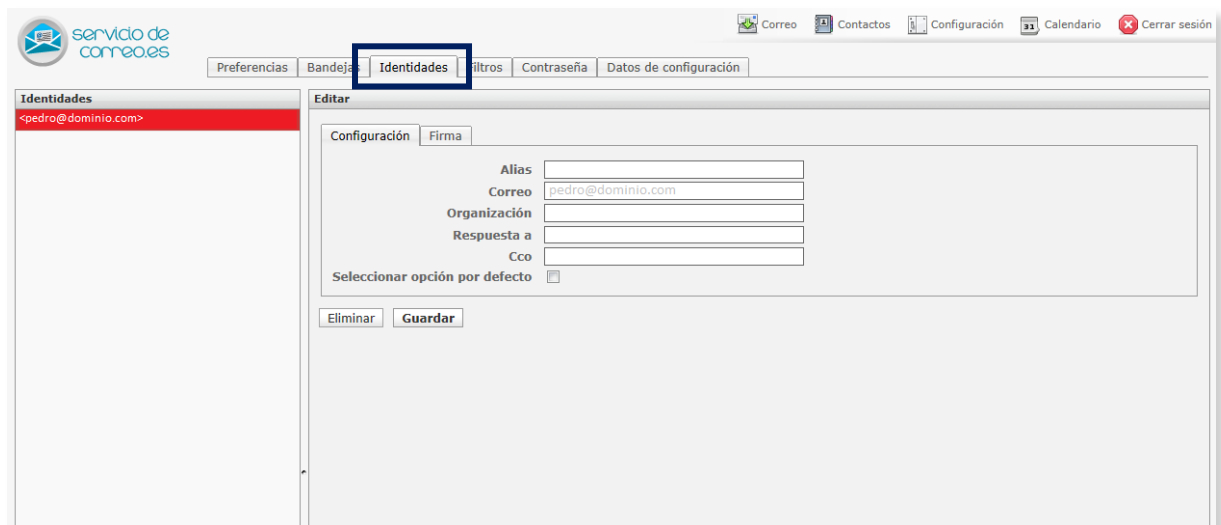 servicio de
correo.es
Correo Contactos Configuración 31 Calendario Cerrar sesión
Preferencias Bandejas Identidades Filtros Contraseña Datos de configuración
Identidades
<pedro@dominio.com>
Editar
Configuración Firma
Alias
Correo pedro@dominio.com
Organización
Respuesta a
Cco
Seleccionar opción por defecto
Eliminar Guardar